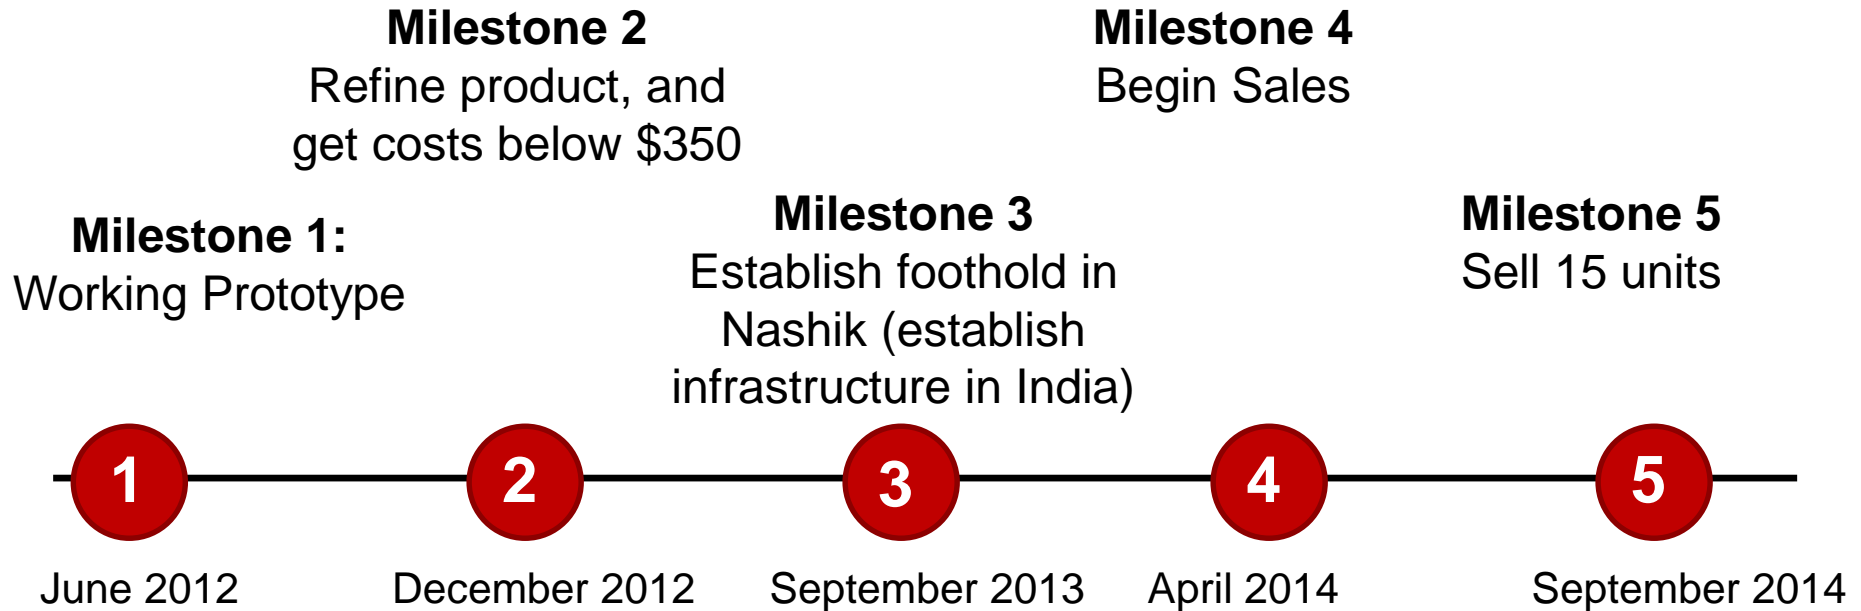 Milestone 1:
Working Prototype
Milestone 2
Refine product, and
get costs below $350
Milestone 3
Establish foothold in
Nashik (establish
infrastructure in India)
Milestone 4
Begin Sales
Milestone 5
Sell 15 units
1
2
3
4
5
June 2012
December 2012
September 2013
April 2014
September 2014